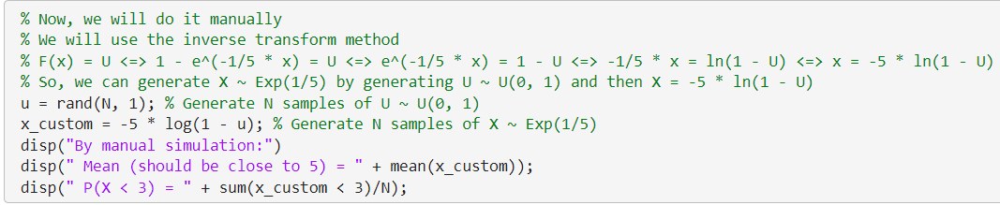 % Now, we will do it manually
% We will use the inverse transform method
% F(x) = U <=> 1 - e^(-1/5 * x) = U <=> e^(-1/5 * x) = 1 - U <=> -1/5 * x = ln(1 - U) <=> x = -5 * ln(1 - U)
% So, we can generate X ~ Exp(1/5) by generating U ~ U(0, 1) and then X = -5 * ln(1 - U)
u = rand(N, 1); % Generate N samples of U ~ U(0, 1)
x_custom = -5 * log(1 - u); % Generate N samples of X ~ Exp(1/5)
disp("By manual simulation:")
disp(" Mean (should be close to 5) = " + mean(x_custom));
disp(" P(X < 3) = " + sum(x_custom < 3)/N);